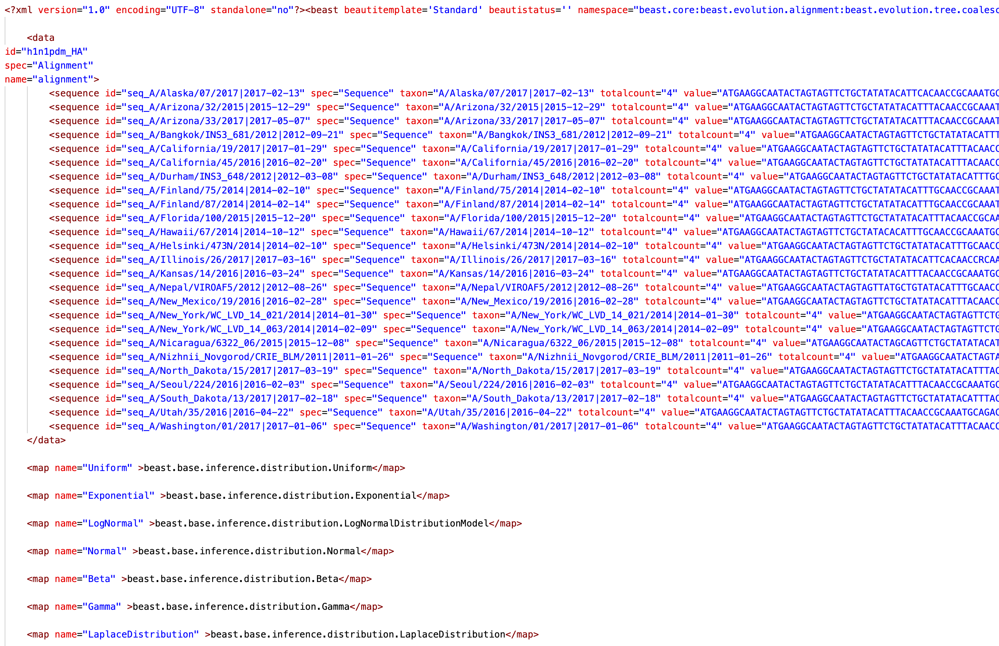 <?xml version="1.0" encoding="UTF-8" standalone="no"?><beast beautitemplate='Standard' beautistatus='' namespace="beast.core:beast.evolution.alignment:beast.evolution.tree.coalesc
<data
id="h1n1pdm_HA"
spec="Alignment"
name="alignment">
<sequence id="seq_A/Alaska/07/2017|2017-02-13" spec="Sequence" taxon="A/Alaska/07/2017|2017-02-13" totalcount="4" value="ATGAAGGCAATACTAGTAGTTCTGCTATATACATTCACAACCGCAAATGC
<sequence id="seq_A/Arizona/32/2015|2015-12-29" spec="Sequence" taxon="A/Arizona/32/2015|2015-12-29" totalcount="4" value="ATGAAGGCAATACTAGTAGTTCTGCTATATACATTTACAACCGCAAAT
<sequence id="seq_A/Arizona/33/2017|2017-05-07" spec="Sequence" taxon="A/Arizona/33/2017|2017-05-07" totalcount="4" value="ATGAAGGCAATACTAGTAGTTCTGCTATATACATTTACAACCGCAAAT
<sequence id="seq_A/Bangkok/INS3_681/2012|2012-09-21" spec="Sequence" taxon="A/Bangkok/INS3_681/2012|2012-09-21" totalcount="4" value="ATGAAGGCAATACTAGTAGTTCTGCTATATACATTT
<sequence id="seq_A/California/19/2017|2017-01-29" spec="Sequence" taxon="A/California/19/2017|2017-01-29" totalcount="4" value="ATGAAGGCAATACTAGTAGTTCTGCTATATACATTTACAACC
<sequence id="seq_A/California/45/2016|2016-02-20" spec="Sequence" taxon="A/California/45/2016|2016-02-20" totalcount="4" value="ATGAAGGCAATACTAGTAGTTCTGCTATATACATTTACAACC
<sequence id="seq_A/Durham/INS3_648/2012|2012-03-08" spec="Sequence" taxon="A/Durham/INS3_648/2012|2012-03-08" totalcount="4" value="ATGAAGGCAATACTAGTAGTTCTGCTATATACATTTGC
<sequence id="seq_A/Finland/75/2014|2014-02-10" spec="Sequence" taxon="A/Finland/75/2014|2014-02-10" totalcount="4" value="ATGAAGGCAATACTAGTAGTTCTGCTATATACATTTGCAACCGCAAAT
<sequence id="seq_A/Finland/87/2014|2014-02-14" spec="Sequence" taxon="A/Finland/87/2014|2014-02-14" totalcount="4" value="ATGAAGGCAATACTAGTAGTTCTGCTATATACATTTGCAACCGCAAAT
<sequence id="seq_A/Florida/100/2015|2015-12-20" spec="Sequence" taxon="A/Florida/100/2015|2015-12-20" totalcount="4" value="ATGAAGGCAATACTAGTAGTTCTGCTATATACATTTACAACCGCAA
<sequence id="seq_A/Hawaii/67/2014|2014-10-12" spec="Sequence" taxon="A/Hawaii/67/2014|2014-10-12" totalcount="4" value="ATGAAGGCAATACTAGTAGTTCTGCTATACACATTTGCAACCGCAAATGC
<sequence id="seq_A/Helsinki/473N/2014|2014-02-10" spec="Sequence" taxon="A/Helsinki/473N/2014|2014-02-10" totalcount="4" value="ATGAAGGCAATACTAGTAGTTCTGCTATATACATTTGCAACC
<sequence id="seq_A/Illinois/26/2017|2017-03-16" spec="Sequence" taxon="A/Illinois/26/2017|2017-03-16" totalcount="4" value="ATGAAGGCAATACTAGTAGTTCTGCTATATACATTCACAACCRCAA
<sequence id="seq_A/Kansas/14/2016|2016-03-24" spec="Sequence" taxon="A/Kansas/14/2016|2016-03-24" totalcount="4" value="ATGAAGGCAATACTAGTAGTTCTGCTATATACATTTACAACCGCAAATGC
<sequence id="seq_A/Nepal/VIROAF5/2012|2012-08-26" spec="Sequence" taxon="A/Nepal/VIROAF5/2012|2012-08-26" totalcount="4" value="ATGAAGGCAATACTAGTAGTTATGCTGTATACATTTGCAACC
<sequence id="seq_A/New_Mexico/19/2016|2016-02-28" spec="Sequence" taxon="A/New_Mexico/19/2016|2016-02-28" totalcount="4" value="ATGAAGGCAATACTAGTAGTTCTGCTATATACATTTACAACC
<sequence id="seq_A/New_York/WC_LVD_14_021/2014|2014-01-30" spec="Sequence" taxon="A/New_York/WC_LVD_14_021/2014|2014-01-30" totalcount="4" value="ATGAAGGCAATACTAGTAGTTCTG
<sequence id="seq_A/New_York/WC_LVD_14_063/2014|2014-02-09" spec="Sequence" taxon="A/New_York/WC_LVD_14_063/2014|2014-02-09" totalcount="4" value="ATGAAGGCAATACTAGTAGTTCTG
<sequence id="seq_A/Nicaragua/6322_06/2015|2015-12-08" spec="Sequence" taxon="A/Nicaragua/6322_06/2015|2015-12-08" totalcount="4" value="ATGAAGGCAATACTAGCAGTTCTGCTATATACAT
<sequence id="seq_A/Nizhnii_Novgorod/CRIE_BLM/2011|2011-01-26" spec="Sequence" taxon="A/Nizhnii_Novgorod/CRIE_BLM/2011|2011-01-26" totalcount="4" value="ATGAAGGCAATACTAGTA
<sequence id="seq_A/North_Dakota/15/2017|2017-03-19" spec="Sequence" taxon="A/North_Dakota/15/2017|2017-03-19" totalcount="4" value="ATGAAGGCAATACTAGTAGTTCTGCTATATACATTTAC
<sequence id="seq_A/Seoul/224/2016|2016-02-03" spec="Sequence" taxon="A/Seoul/224/2016|2016-02-03" totalcount="4" value="ATGAAGGCAATACTAGTAGTTCTGCTATATACATTTACAACCGCAAATGC
<sequence id="seq_A/South_Dakota/13/2017|2017-02-18" spec="Sequence" taxon="A/South_Dakota/13/2017|2017-02-18" totalcount="4" value="ATGAAGGCAATACTAGTAGTTCTGCTATATACATTTAC
<sequence id="seq_A/Utah/35/2016|2016-04-22" spec="Sequence" taxon="A/Utah/35/2016|2016-04-22" totalcount="4" value="ATGAAGGCAATACTAGTAGTTCTGCTATATACATTTACAACCGCAAATGCAGAC
<sequence id="seq_A/Washington/01/2017|2017-01-06" spec="Sequence" taxon="A/Washington/01/2017|2017-01-06" totalcount="4" value="ATGAAGGCAATACTAGTAGTTCTGCTATATACATTTACAACC
</data>
<map name="Uniform" >beast.base.inference.distribution.Uniform</map>
<map name="Exponential" >beast.base.inference.distribution.Exponential</map>
<map name="LogNormal" >beast.base.inference.distribution.LogNormalDistributionModel</map>
<map name="Normal" >beast.base.inference.distribution.Normal</map>
<map name="Beta" >beast.base.inference.distribution.Beta</map>
<map name="Gamma" >beast.base.inference.distribution.Gamma</map>
<map name="LaplaceDistribution" >beast.base.inference.distribution.LaplaceDistribution</map>